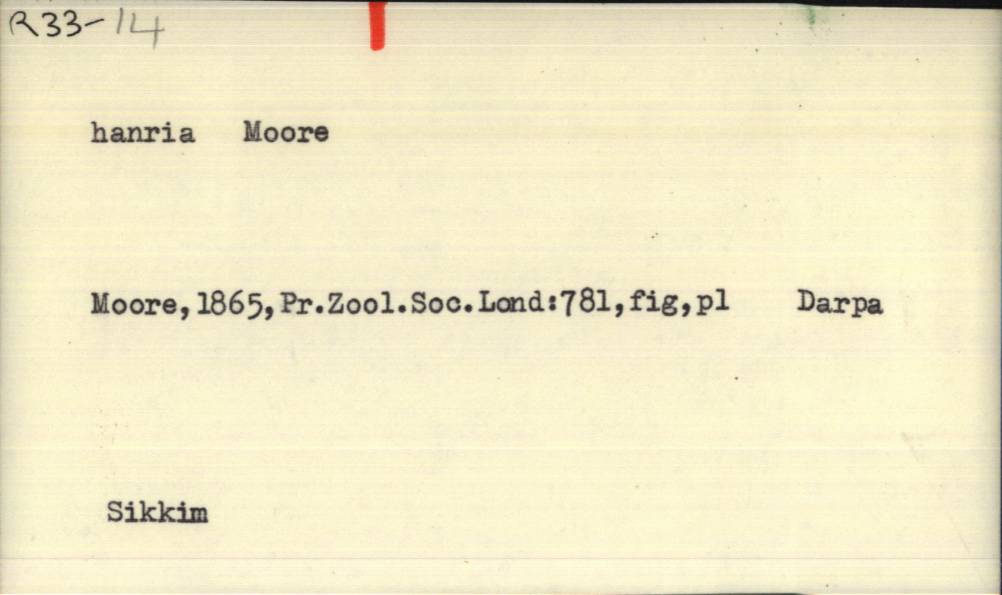 R33-14
hanria Moore
Moore,1865,Pr.Zool.Soc.Lond:781,fig,pl Darpa
Sikkim